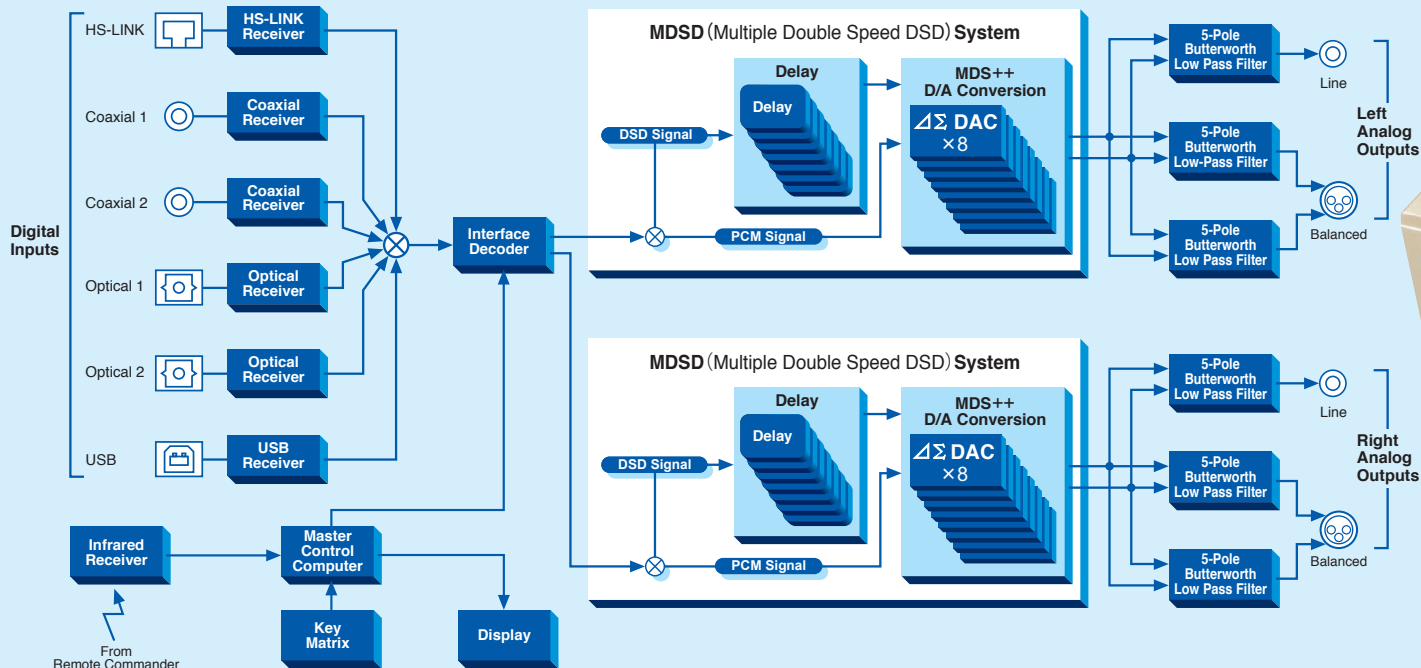 Digital
Inputs
HS-LINK
HS-LINK
Receiver
Coaxial 1
Coaxial
Receiver
Coaxial 2
Coaxial
Receiver
Optical 1
Optical
Receiver
Optical 2
Optical
Receiver
USB
USB
Receiver
Interface
Decoder
Infrared
Receiver
From
Remote Commander
Master
Control
Computer
Key
Matrix
Display
MDSD (Multiple Double Speed DSD) System
DSD Signal
PCM Signal
Delay
Delay
MDS++
D/A Conversion
ΔΣ DAC
×8
5-Pole
Butterworth
Low Pass Filter
Line
5-Pole
Butterworth
Low-Pass Filter
5-Pole
Butterworth
Low Pass Filter
Balanced
Left
Analog
Outputs
MDSD (Multiple Double Speed DSD) System
DSD Signal
PCM Signal
Delay
Delay
MDS++
D/A Conversion
ΔΣ DAC
×8
5-Pole
Butterworth
Low Pass Filter
Line
5-Pole
Butterworth
Low Pass Filter
5-Pole
Butterworth
Low Pass Filter
Balanced
Right
Analog
Outputs